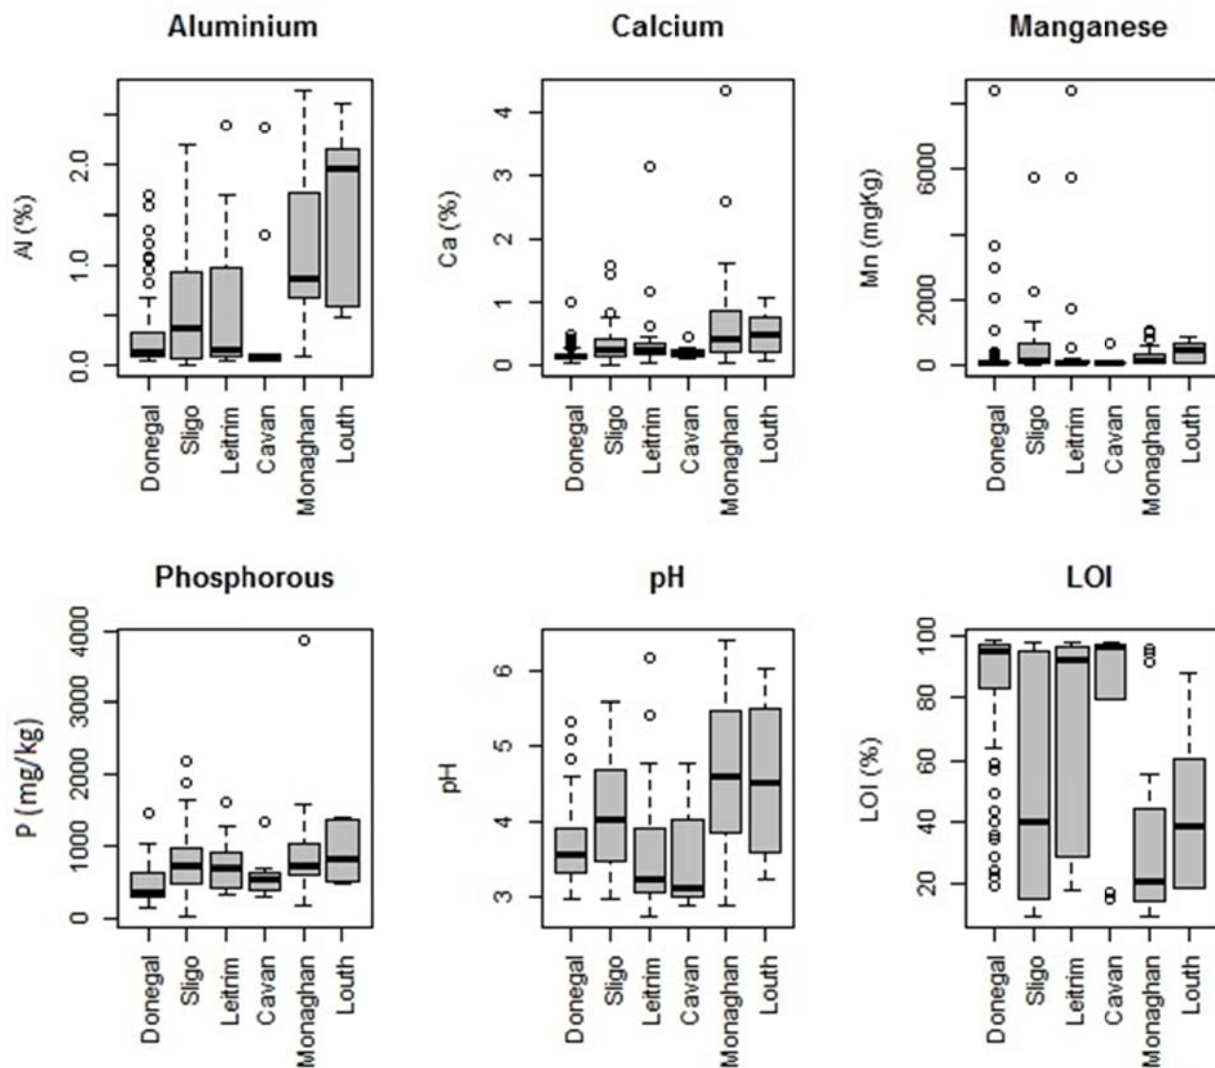 Aluminium
Al (%)
0.0 1.0 2.0
Donegal Sligo Leitrim Cavan Monaghan Louth
Calcium
Ca (%)
0 1 2 3 4
Donegal Sligo Leitrim Cavan Monaghan Louth
Manganese
Mn (mgKg)
0 2000 6000
Donegal Sligo Leitrim Cavan Monaghan Louth
Phosphorous
P (mg/kg)
0 1000 2000 3000 4000
Donegal Sligo Leitrim Cavan Monaghan Louth
pH
pH
3 4 5 6
Donegal Sligo Leitrim Cavan Monaghan Louth
LOI
LOI (%)
20 40 60 80 100
Donegal Sligo Leitrim Cavan Monaghan Louth